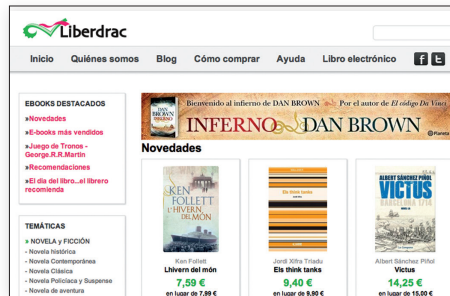 Liberdrac
Inicio Quiénes somos Blog Cómo comprar Ayuda Libro electrónico
EBOOKS DESTACADOS
»Novedades
»E-books más vendidos
»Juego de Tronos -
George.R.R.Martin
»Recomendaciones
»El día del libro...el librero
recomienda
TEMÁTICAS
» NOVELA y FICCIÓN
- Novela histórica
- Novela Contemporánea
- Novela Clásica
- Novela Policiaca y Suspense
- Novela de aventura
Bienvenido al infierno de DAN BROWN Por el autor de El código Da Vinci
DAN BROWN
INFERNO
INFERNO DAN BROWN
Planeta
Novedades
KEN
FOLLETT
L'HIVERN
DEL MÓN
Ken Follett
Lhivern del món
7,59 €
en lugar de 7,99 €
Els think tanks
Jordi Xifra Triadu
Els think tanks
9,40 €
en lugar de 9,90 €
ALBERT SÁNCHEZ PIÑOL
VICTUS
BARCELONA 1714
Albert Sánchez Piñol
Victus
14,25 €
en lugar de 15,00 €